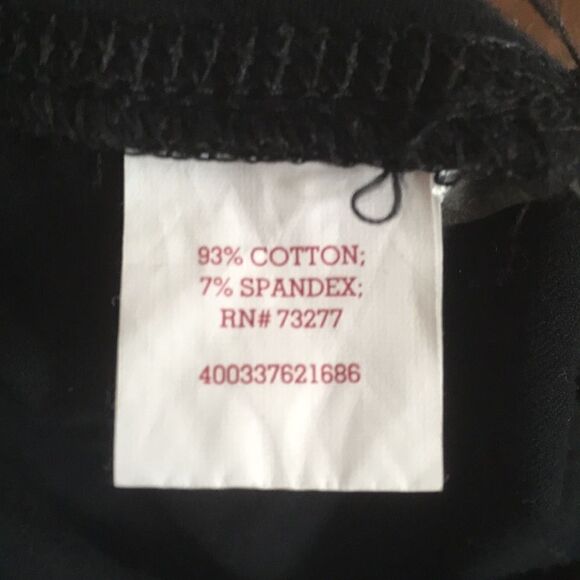 93% COTTON;
7% SPANDEX;
RN# 73277
400337621686